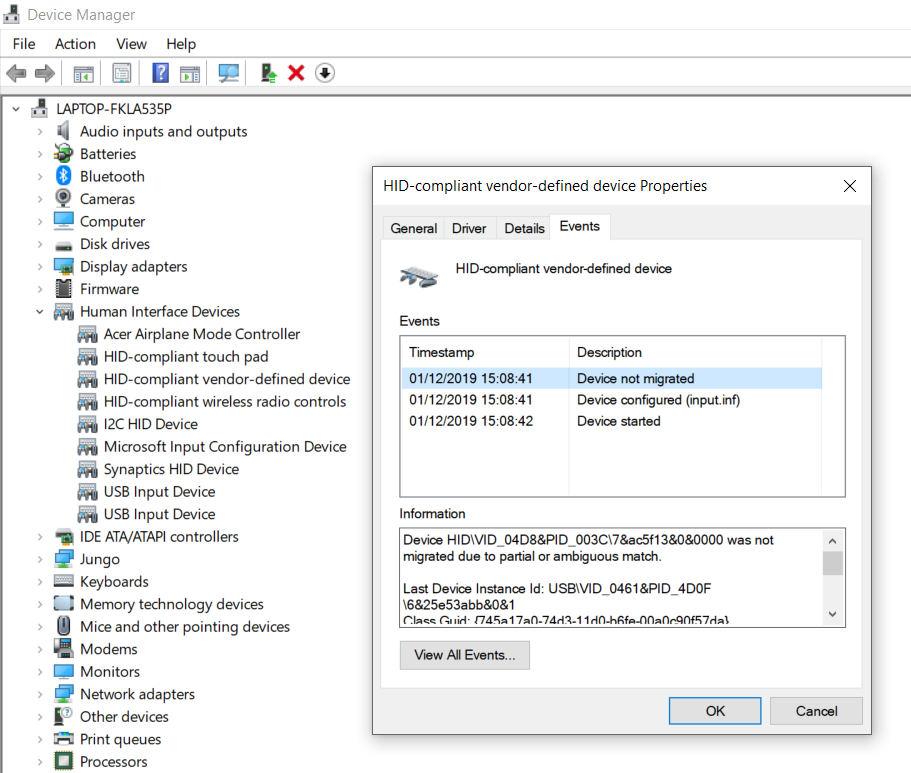 Device Manager
File Action View Help
LAPTOP-FKLA535P
Audio inputs and outputs
Batteries
Bluetooth
Cameras
Computer
Disk drives
Display adapters
Firmware
Human Interface Devices
Acer Airplane Mode Controller
HID-compliant touch pad
HID-compliant vendor-defined device
HID-compliant wireless radio controls
I2C HID Device
Microsoft Input Configuration Device
Synaptics HID Device
USB Input Device
USB Input Device
IDE ATA/ATAPI controllers
Jungo
Keyboards
Memory technology devices
Mice and other pointing devices
Modems
Monitors
Network adapters
Other devices
Print queues
Processors
HID-compliant vendor-defined device Properties
General Driver Details Events
HID-compliant vendor-defined device
Events
Timestamp Description
01/12/2019 15:08:41 Device not migrated
01/12/2019 15:08:41 Device configured (input.inf)
01/12/2019 15:08:42 Device started
Information
Device HID\VID_04D8&PID_003C\7&ac5f13&0&0000 was not
migrated due to partial or ambiguous match.
Last Device Instance Id: USB\VID_0461&PID_4D0F
\6&25e53abb&0&1
Class Guid: {745a17a0-74d3-11d0-b6fe-00a0c90f57da}
View All Events...
OK Cancel